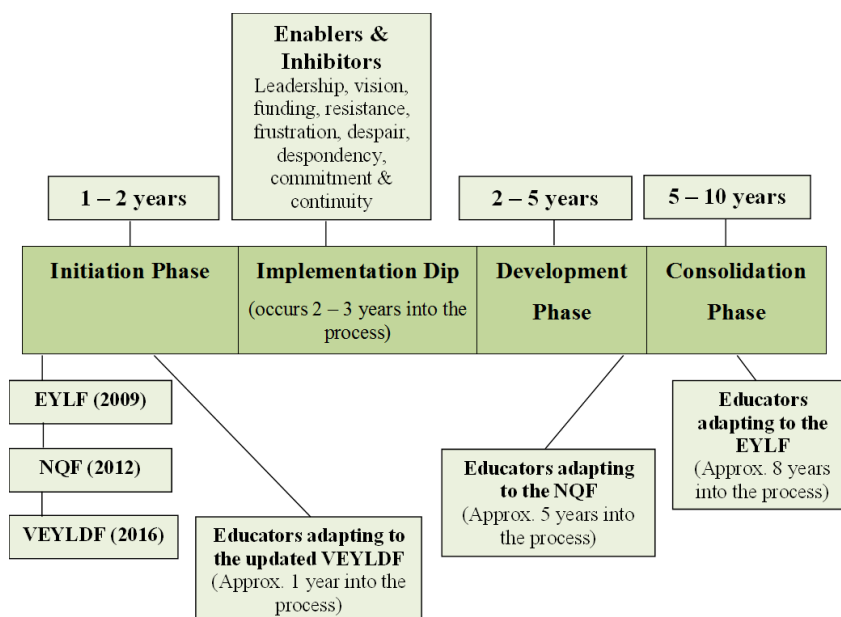 Enablers &
Inhibitors
Leadership, vision,
funding, resistance,
frustration, despair,
despondency,
commitment &
continuity
1 – 2 years
2 – 5 years
5 – 10 years
Initiation Phase
Implementation Dip
(occurs 2 – 3 years into the
process)
Development
Phase
Consolidation
Phase
EYLF (2009)
NQF (2012)
VEYLDF (2016)
Educators adapting to
the updated VEYLDF
(Approx. 1 year into the
process)
Educators adapting
to the NQF
(Approx. 5 years into
the process)
Educators
adapting to the
EYLF
(Approx. 8 years
into the process)